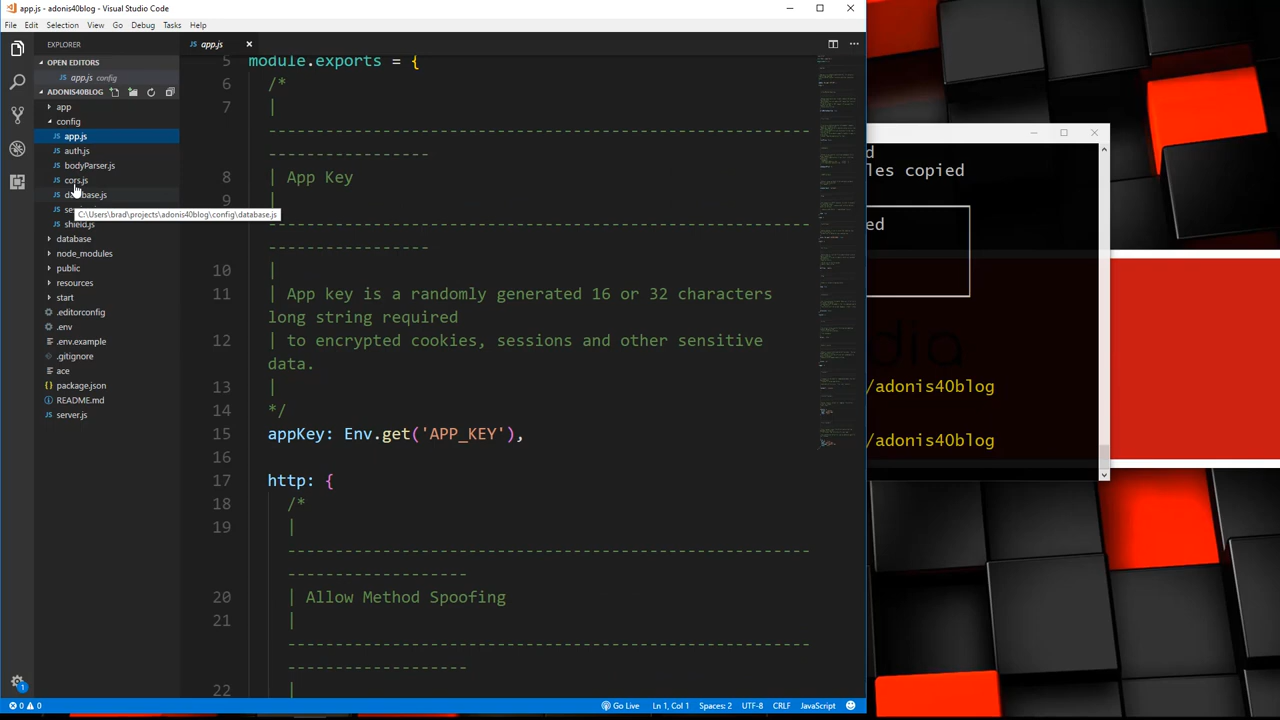 app.js - adonis40blog - Visual Studio Code
File Edit Selection View Go Debug Tasks Help
EXPLORER
OPEN EDITORS
JS app.js config
ADONIS40BLOG
app
config
JS app.js
JS auth.js
JS bodyParser.js
JS cors.js
JS database.js
C:\Users\brad\projects\adonis40blog\config\database.js
JS shield.js
database
node_modules
public
resources
start
.editorconfig
.env
.env.example
.gitignore
ace
package.json
README.md
JS server.js
JS app.js
5 module.exports = {
6 /*
7 |
--------------------------------------------------------
----------------
8 | App Key
9 |
--------------------------------------------------------
----------------
10 |
11 | App key is a randomly generated 16 or 32 characters
long string required
12 | to encrypted cookies, sessions and other sensitive
data.
13 |
14 */
15 appKey: Env.get('APP_KEY'),
16
17 http: {
18 /*
19 |
------------------------------------------------------
------------------
20 | Allow Method Spoofing
21 |
------------------------------------------------------
------------------
22 |
d
les copied
ed
dia
/adonis40blog
/adonis40blog
1
0 0 Go Live Ln 1, Col 1 Spaces: 2 UTF-8 CRLF JavaScript